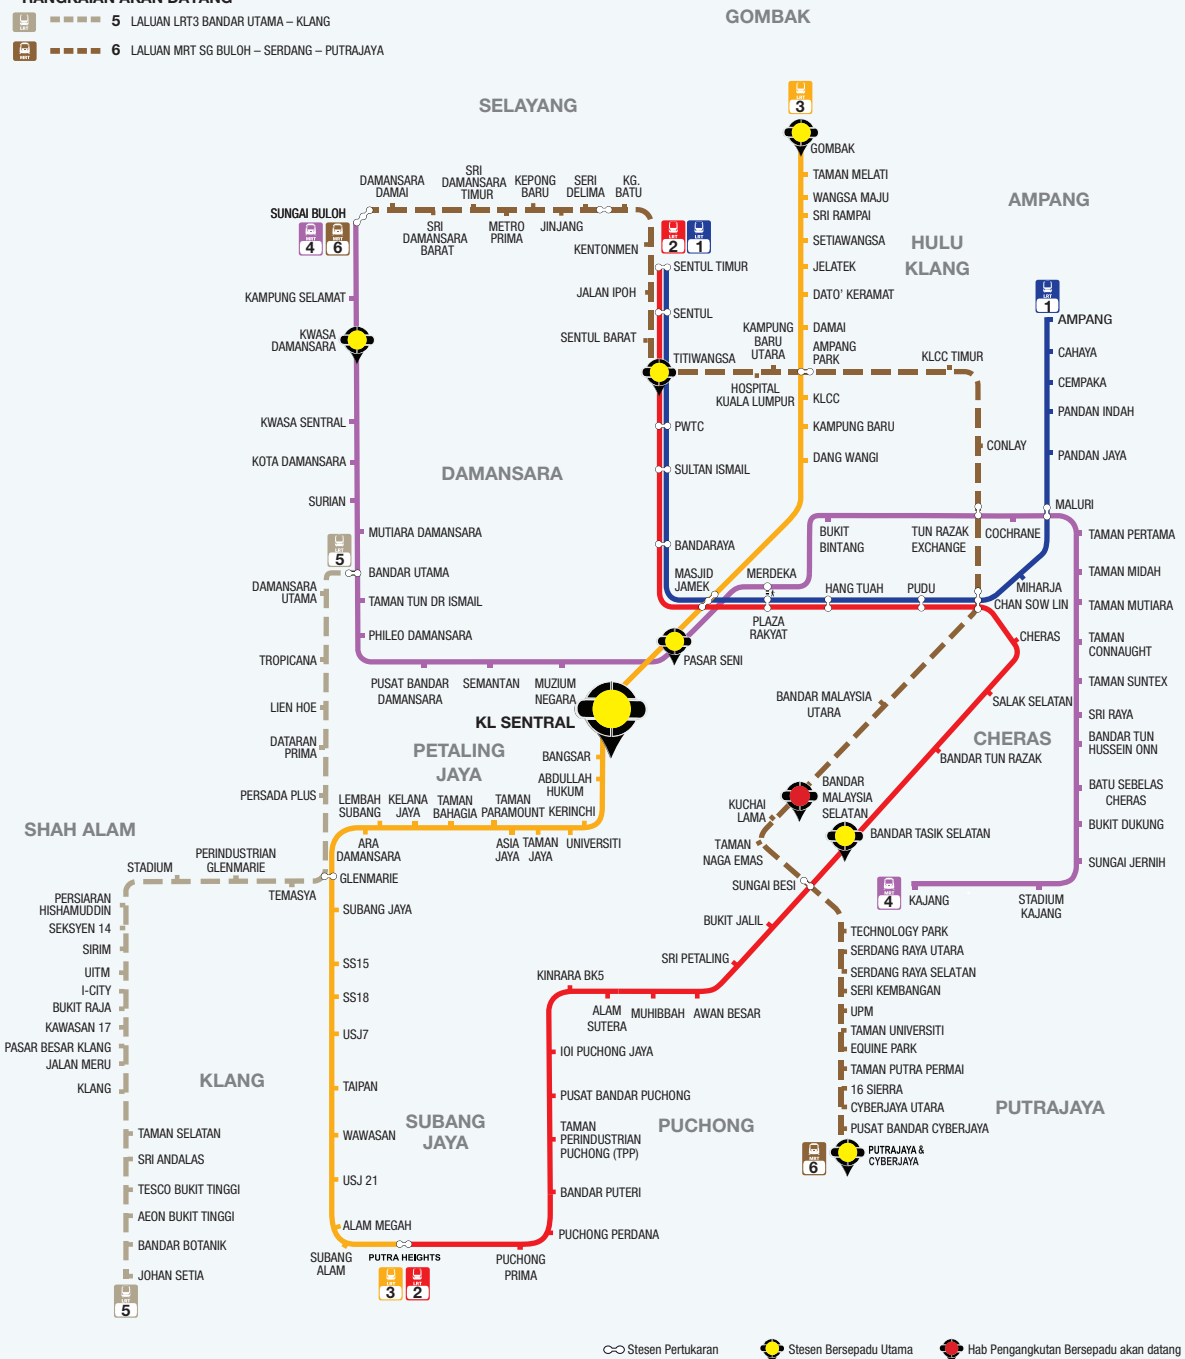 RANGKAIAN AKAN DATANG
LRT
5 LALUAN LRT3 BANDAR UTAMA – KLANG
MRT
6 LALUAN MRT SG BULOH – SERDANG – PUTRAJAYA
GOMBAK
SELAYANG
LRT
3
GOMBAK
TAMAN MELATI
WANGSA MAJU
SRI RAMPAI
SETIAWANGSA
JELATEK
DATO' KERAMAT
DAMAI
AMPANG
PARK
KLCC
KAMPUNG BARU
DANG WANGI
AMPANG
HULU
KLANG
SUNGAI BULOH
MRT
4
MRT
6
DAMANSARA
DAMAI
SRI
DAMANSARA
BARAT
SRI
DAMANSARA
TIMUR
METRO
PRIMA
KEPONG
BARU
JINJANG
SERI
DELIMA
KG.
BATU
KENTONMEN
JALAN IPOH
SENTUL BARAT
LRT
2
LRT
1
SENTUL TIMUR
SENTUL
TITIWANGSA
PWTC
SULTAN ISMAIL
BANDARAYA
MASJID
JAMEK
HOSPITAL
KUALA LUMPUR
KAMPUNG
BARU
UTARA
KLCC TIMUR
CONLAY
LRT
1
AMPANG
CAHAYA
CEMPAKA
PANDAN INDAH
PANDAN JAYA
MALURI
MIHARJA
CHAN SOW LIN
KAMPUNG SELAMAT
KWASA
DAMANSARA
KWASA SENTRAL
KOTA DAMANSARA
SURIAN
MUTIARA DAMANSARA
DAMANSARA
LRT
5
BANDAR UTAMA
TAMAN TUN DR ISMAIL
PHILEO DAMANSARA
PUSAT BANDAR
DAMANSARA
SEMANTAN
MUZIUM
NEGARA
PASAR SENI
MERDEKA
PLAZA
RAKYAT
HANG TUAH
PUDU
BUKIT
BINTANG
TUN RAZAK
EXCHANGE
COCHRANE
TAMAN PERTAMA
TAMAN MIDAH
TAMAN MUTIARA
TAMAN
CONNAUGHT
TAMAN SUNTEX
SRI RAYA
BANDAR TUN
HUSSEIN ONN
BATU SEBELAS
CHERAS
BUKIT DUKUNG
SUNGAI JERNIH
STADIUM
KAJANG
KAJANG
MRT
4
CHERAS
SALAK SELATAN
BANDAR TUN RAZAK
CHERAS
BANDAR TASIK SELATAN
BANDAR MALAYSIA
UTARA
BANDAR
MALAYSIA
SELATAN
KUCHAI
LAMA
TAMAN
NAGA EMAS
SUNGAI BESI
BUKIT JALIL
SRI PETALING
AWAN BESAR
MUHIBBAH
ALAM
SUTERA
KINRARA BK5
IOI PUCHONG JAYA
PUSAT BANDAR PUCHONG
TAMAN
PERINDUSTRIAN
PUCHONG (TPP)
BANDAR PUTERI
PUCHONG PERDANA
PUCHONG
PRIMA
PUCHONG
DAMANSARA
UTAMA
TROPICANA
LIEN HOE
DATARAN
PRIMA
PERSADA PLUS
KL SENTRAL
PETALING
JAYA
BANGSAR
ABDULLAH
HUKUM
KERINCHI
UNIVERSITI
TAMAN
JAYA
ASIA
JAYA
TAMAN
PARAMOUNT
TAMAN
BAHAGIA
KELANA
JAYA
LEMBAH
SUBANG
ARA
DAMANSARA
GLENMARIE
SUBANG JAYA
SS15
SS18
USJ7
TAIPAN
WAWASAN
USJ 21
ALAM MEGAH
SUBANG
ALAM
PUTRA HEIGHTS
LRT
3
LRT
2
SUBANG
JAYA
SHAH ALAM
TEMASYA
PERINDUSTRIAN
GLENMARIE
STADIUM
PERSIARAN
HISHAMUDDIN
SEKSYEN 14
SIRIM
UITM
I-CITY
BUKIT RAJA
KAWASAN 17
PASAR BESAR KLANG
JALAN MERU
KLANG
KLANG
TAMAN SELATAN
SRI ANDALAS
TESCO BUKIT TINGGI
AEON BUKIT TINGGI
BANDAR BOTANIK
JOHAN SETIA
LRT
5
TECHNOLOGY PARK
SERDANG RAYA UTARA
SERDANG RAYA SELATAN
SERI KEMBANGAN
UPM
TAMAN UNIVERSITI
EQUINE PARK
TAMAN PUTRA PERMAI
16 SIERRA
CYBERJAYA UTARA
PUSAT BANDAR CYBERJAYA
MRT
6
PUTRAJAYA &
CYBERJAYA
PUTRAJAYA
Stesen Pertukaran
Stesen Bersepadu Utama
Hab Pengangkutan Bersepadu akan datang